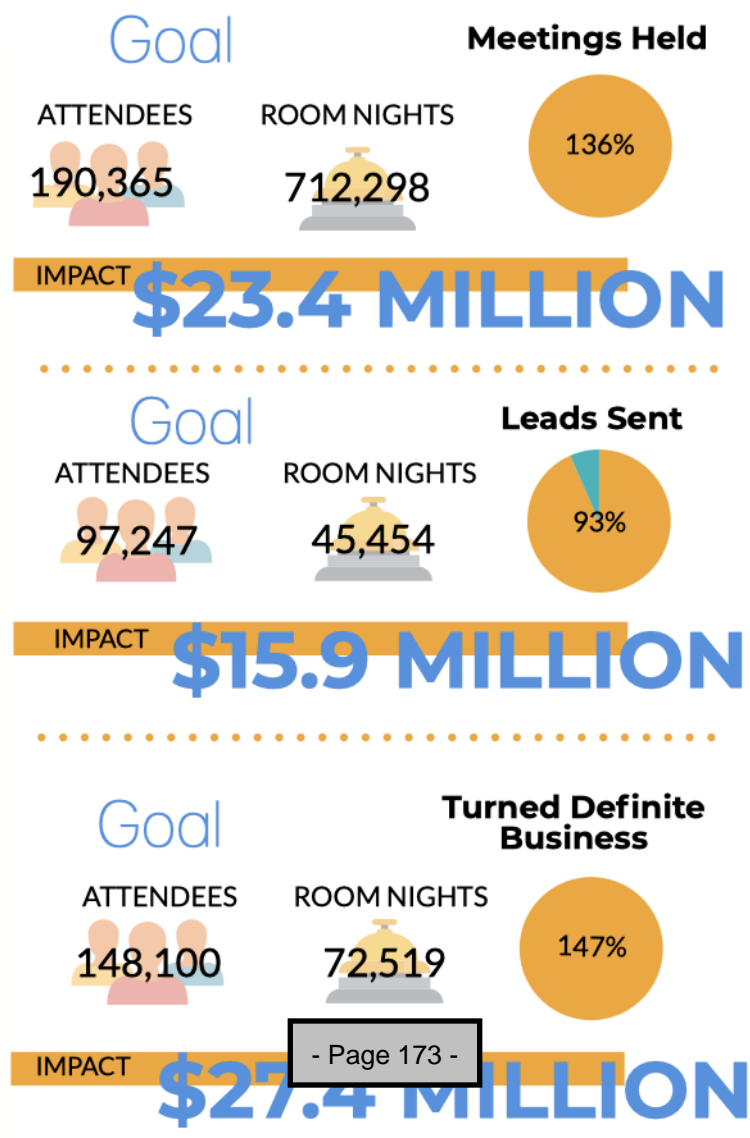 Goal
Meetings Held
ATTENDEES
ROOM NIGHTS
136%
190,365
712,298
IMPACT
$23.4 MILLION
Goal
Leads Sent
ATTENDEES
ROOM NIGHTS
93%
97,247
45,454
IMPACT
$15.9 MILLION
Goal
Turned Definite
Business
ATTENDEES
ROOM NIGHTS
147%
148,100
72,519
- Page 173 -
IMPACT
$27.4 MILLION